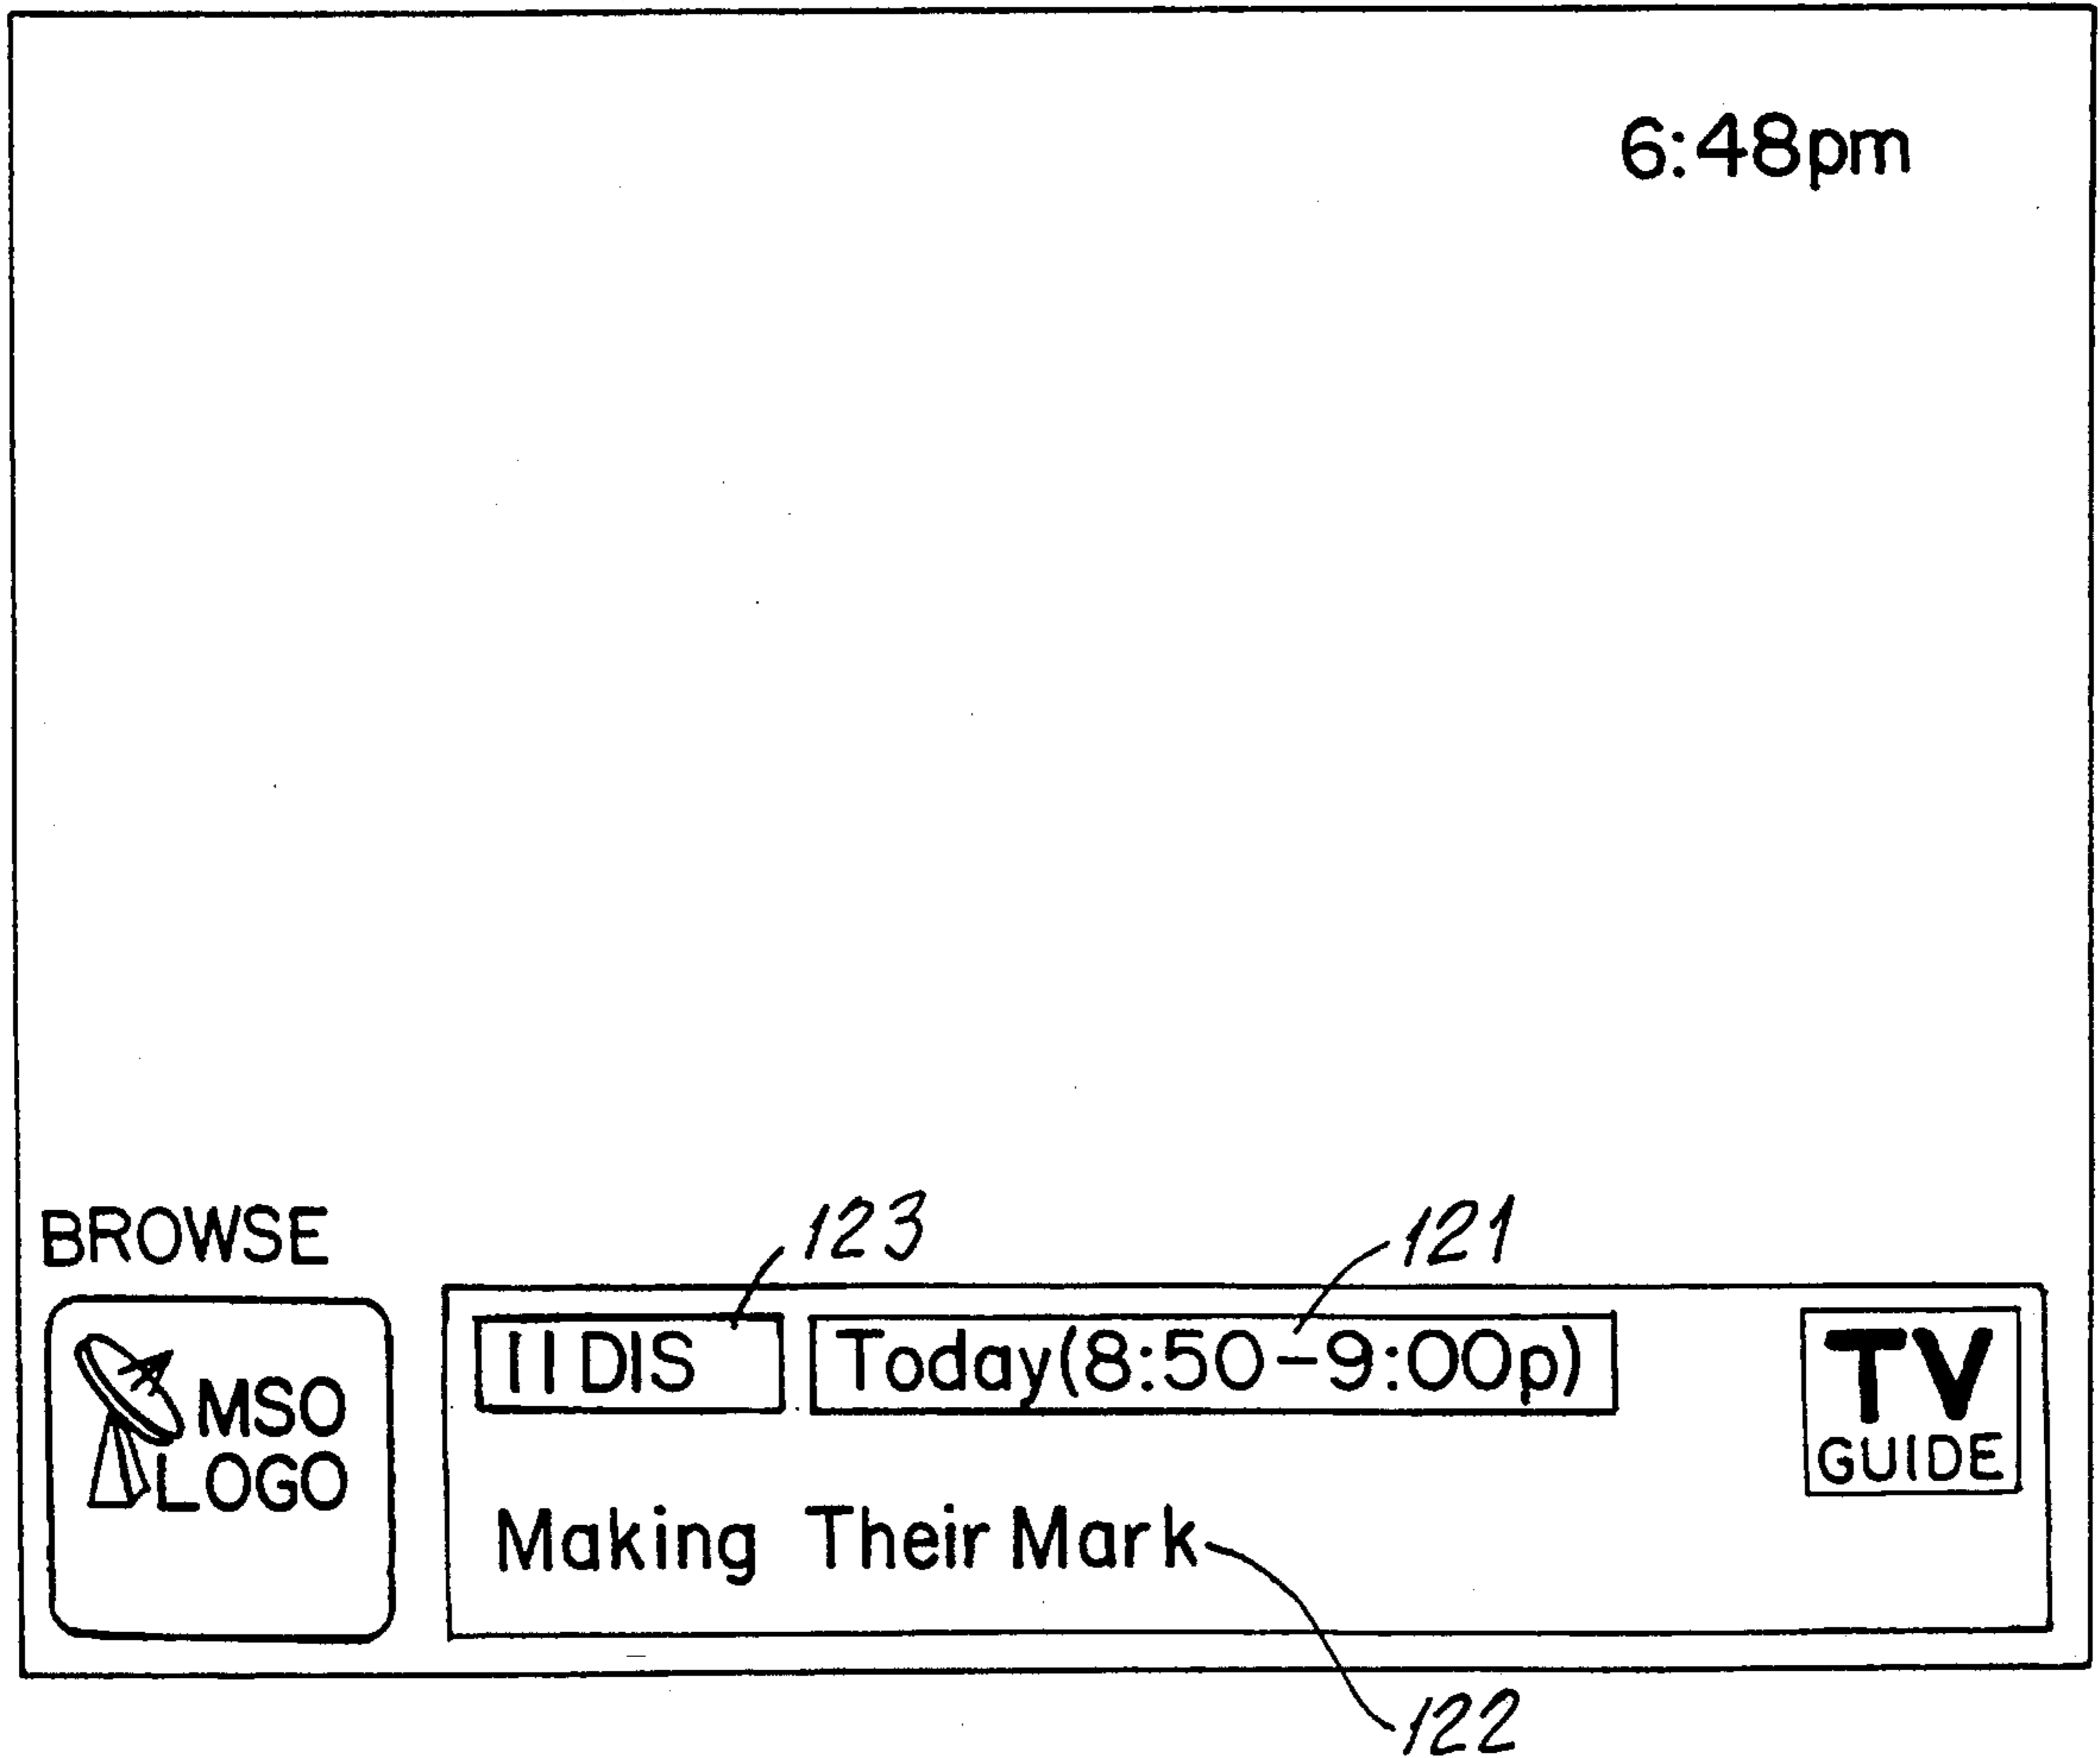 6:48pm
BROWSE
123
121
11 DIS
Today(8:50-9:00p)
TV
GUIDE
MSO
LOGO
Making Their Mark
122